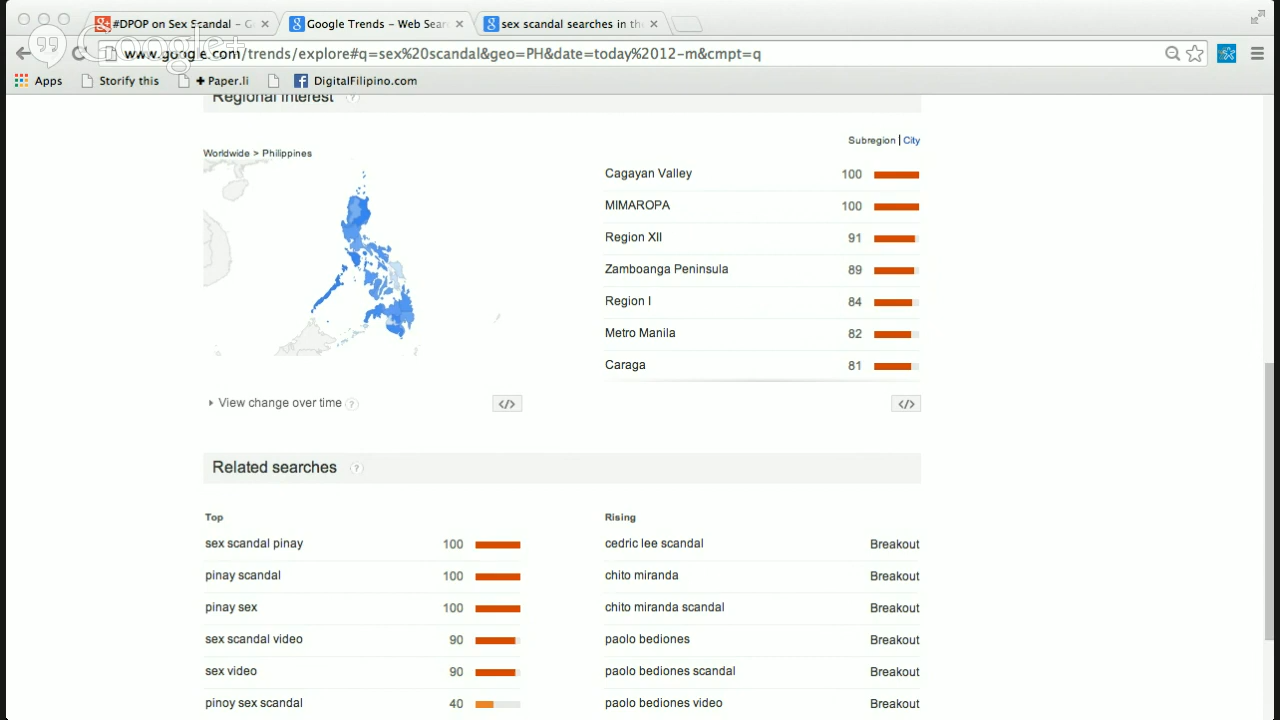 #DPOP on Sex Scandal – G
Google Trends – Web Sear
sex scandal searches in the
Google+
www.google.com/trends/explore#q=sex%20scandal&geo=PH&date=today%2012-m&cmpt=q
Apps
Storify this
+ Paper.li
DigitalFilipino.com
Regional interest ?
Subregion | City
Worldwide > Philippines
Cagayan Valley 100
MIMAROPA 100
Region XII 91
Zamboanga Peninsula 89
Region I 84
Metro Manila 82
Caraga 81
View change over time ?
</>
</>
Related searches ?
Top
sex scandal pinay 100
pinay scandal 100
pinay sex 100
sex scandal video 90
sex video 90
pinoy sex scandal 40
Rising
cedric lee scandal Breakout
chito miranda Breakout
chito miranda scandal Breakout
paolo bediones Breakout
paolo bediones scandal Breakout
paolo bediones video Breakout